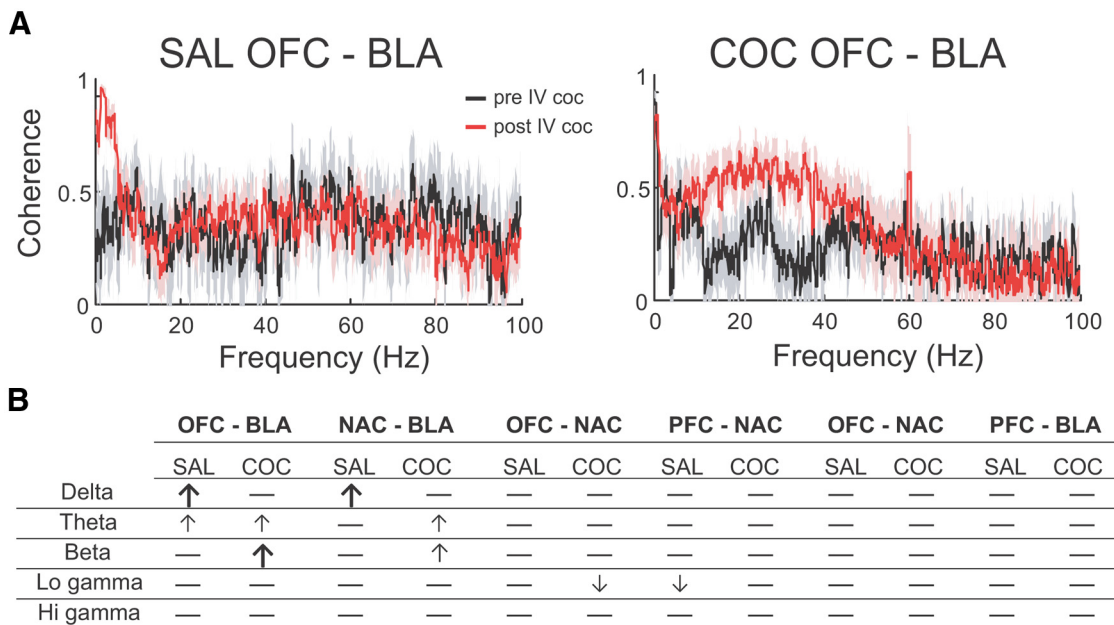 A
SAL OFC - BLA
COC OFC - BLA
pre IV coc
post IV coc
Coherence
1
0.5
0
0 20 40 60 80 100
Frequency (Hz)
1
0.5
0
0 20 40 60 80 100
Frequency (Hz)
B
OFC - BLA NAC - BLA OFC - NAC PFC - NAC OFC - NAC PFC - BLA
SAL COC SAL COC SAL COC SAL COC SAL COC SAL COC
Delta ↑ — ↑ — — — — — — — — —
Theta ↑ ↑ — ↑ — — — — — — — —
Beta — ↑ — ↑ — — — — — — — —
Lo gamma — — — — — ↓ ↓ — — — — —
Hi gamma — — — — — — — — — — — —